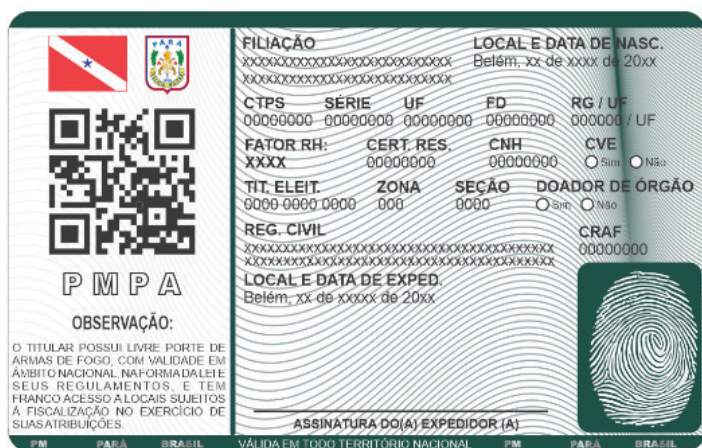 PARÁ
PMPA
OBSERVAÇÃO:
O TITULAR POSSUI LIVRE PORTE DE
ARMAS DE FOGO, COM VALIDADE EM
ÂMBITO NACIONAL, NA FORMA DA LEI E
SEUS REGULAMENTOS, E TEM
FRANCO ACESSO A LOCAIS SUJEITOS
À FISCALIZAÇÃO NO EXERCÍCIO DE
SUAS ATRIBUIÇÕES.
FILIAÇÃO LOCAL E DATA DE NASC.
xxxxxxxxxxxxxxxxxxxxxxxxxxx Belém, xx de xxxx de 20xx
xxxxxxxxxxxxxxxxxxxxxxxxxxx
CTPS SÉRIE UF FD RG / UF
00000000 00000000 00000000 00000000 000000 / UF
FATOR RH: CERT. RES. CNH CVE
XXXX 00000000 00000000 Sim Não
TIT. ELEIT. ZONA SEÇÃO DOADOR DE ÓRGÃO
0000 0000 0000 000 0000 Sim Não
REG. CIVIL CRAF
xxxxxxxxxxxxxxxxxxxxxxxxxxxxxxxxxxxxxxxx 00000000
xxxxxxxxxxxxxxxxxxxxxxxxxxxxxxxxxxxxxxxx
LOCAL E DATA DE EXPED.
Belém, xx de xxxxx de 20xx
ASSINATURA DO(A) EXPEDIDOR (A)
PM PARÁ BRASIL VÁLIDA EM TODO TERRITÓRIO NACIONAL PM PARÁ BRASIL